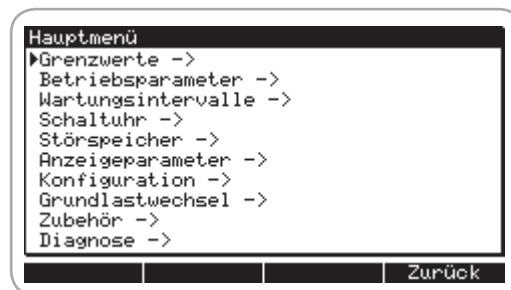 Hauptmenü
▶Grenzwerte ->
Betriebsparameter ->
Wartungsintervalle ->
Schaltuhr ->
Störspeicher ->
Anzeigeparameter ->
Konfiguration ->
Grundlastwechsel ->
Zubehör ->
Diagnose ->
Zurück